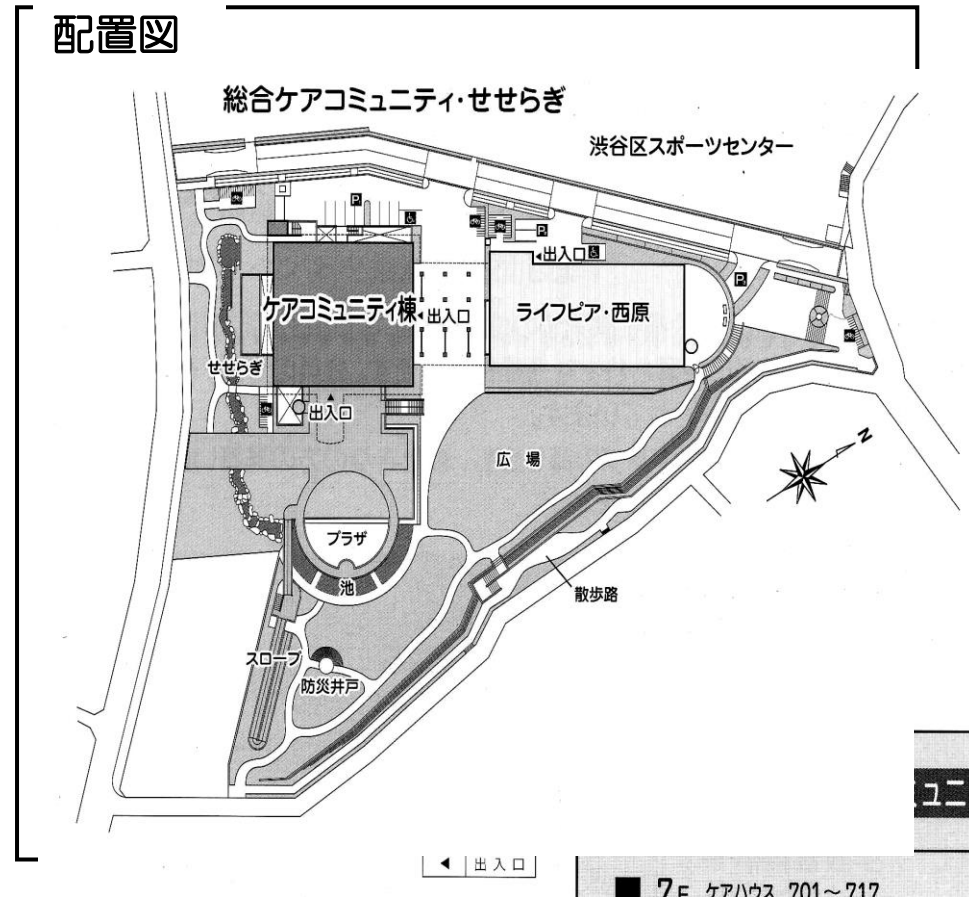 配置図
総合ケアコミュニティ・せせらぎ
渋谷区スポーツセンター
P
P
出入口
P
ケアコミュニティ棟
出入口
ライフピア・西原
せせらぎ
出入口
広場
N
プラザ
池
散歩路
スロープ
防災井戸
ュニ
出入口
7F ケアハウス 701～717